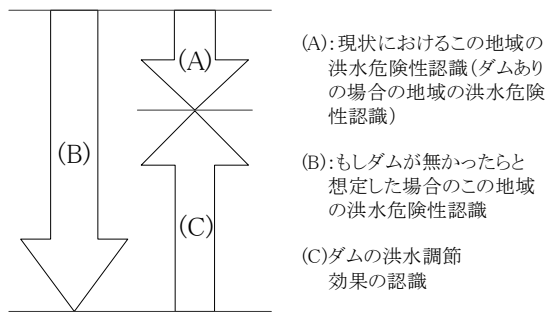 (A)
(B)
(C)
(A):現状におけるこの地域の
洪水危険性認識(ダムあり
の場合の地域の洪水危険
性認識)
(B):もしダムが無かったらと
想定した場合のこの地域
の洪水危険性認識
(C)ダムの洪水調節
効果の認識